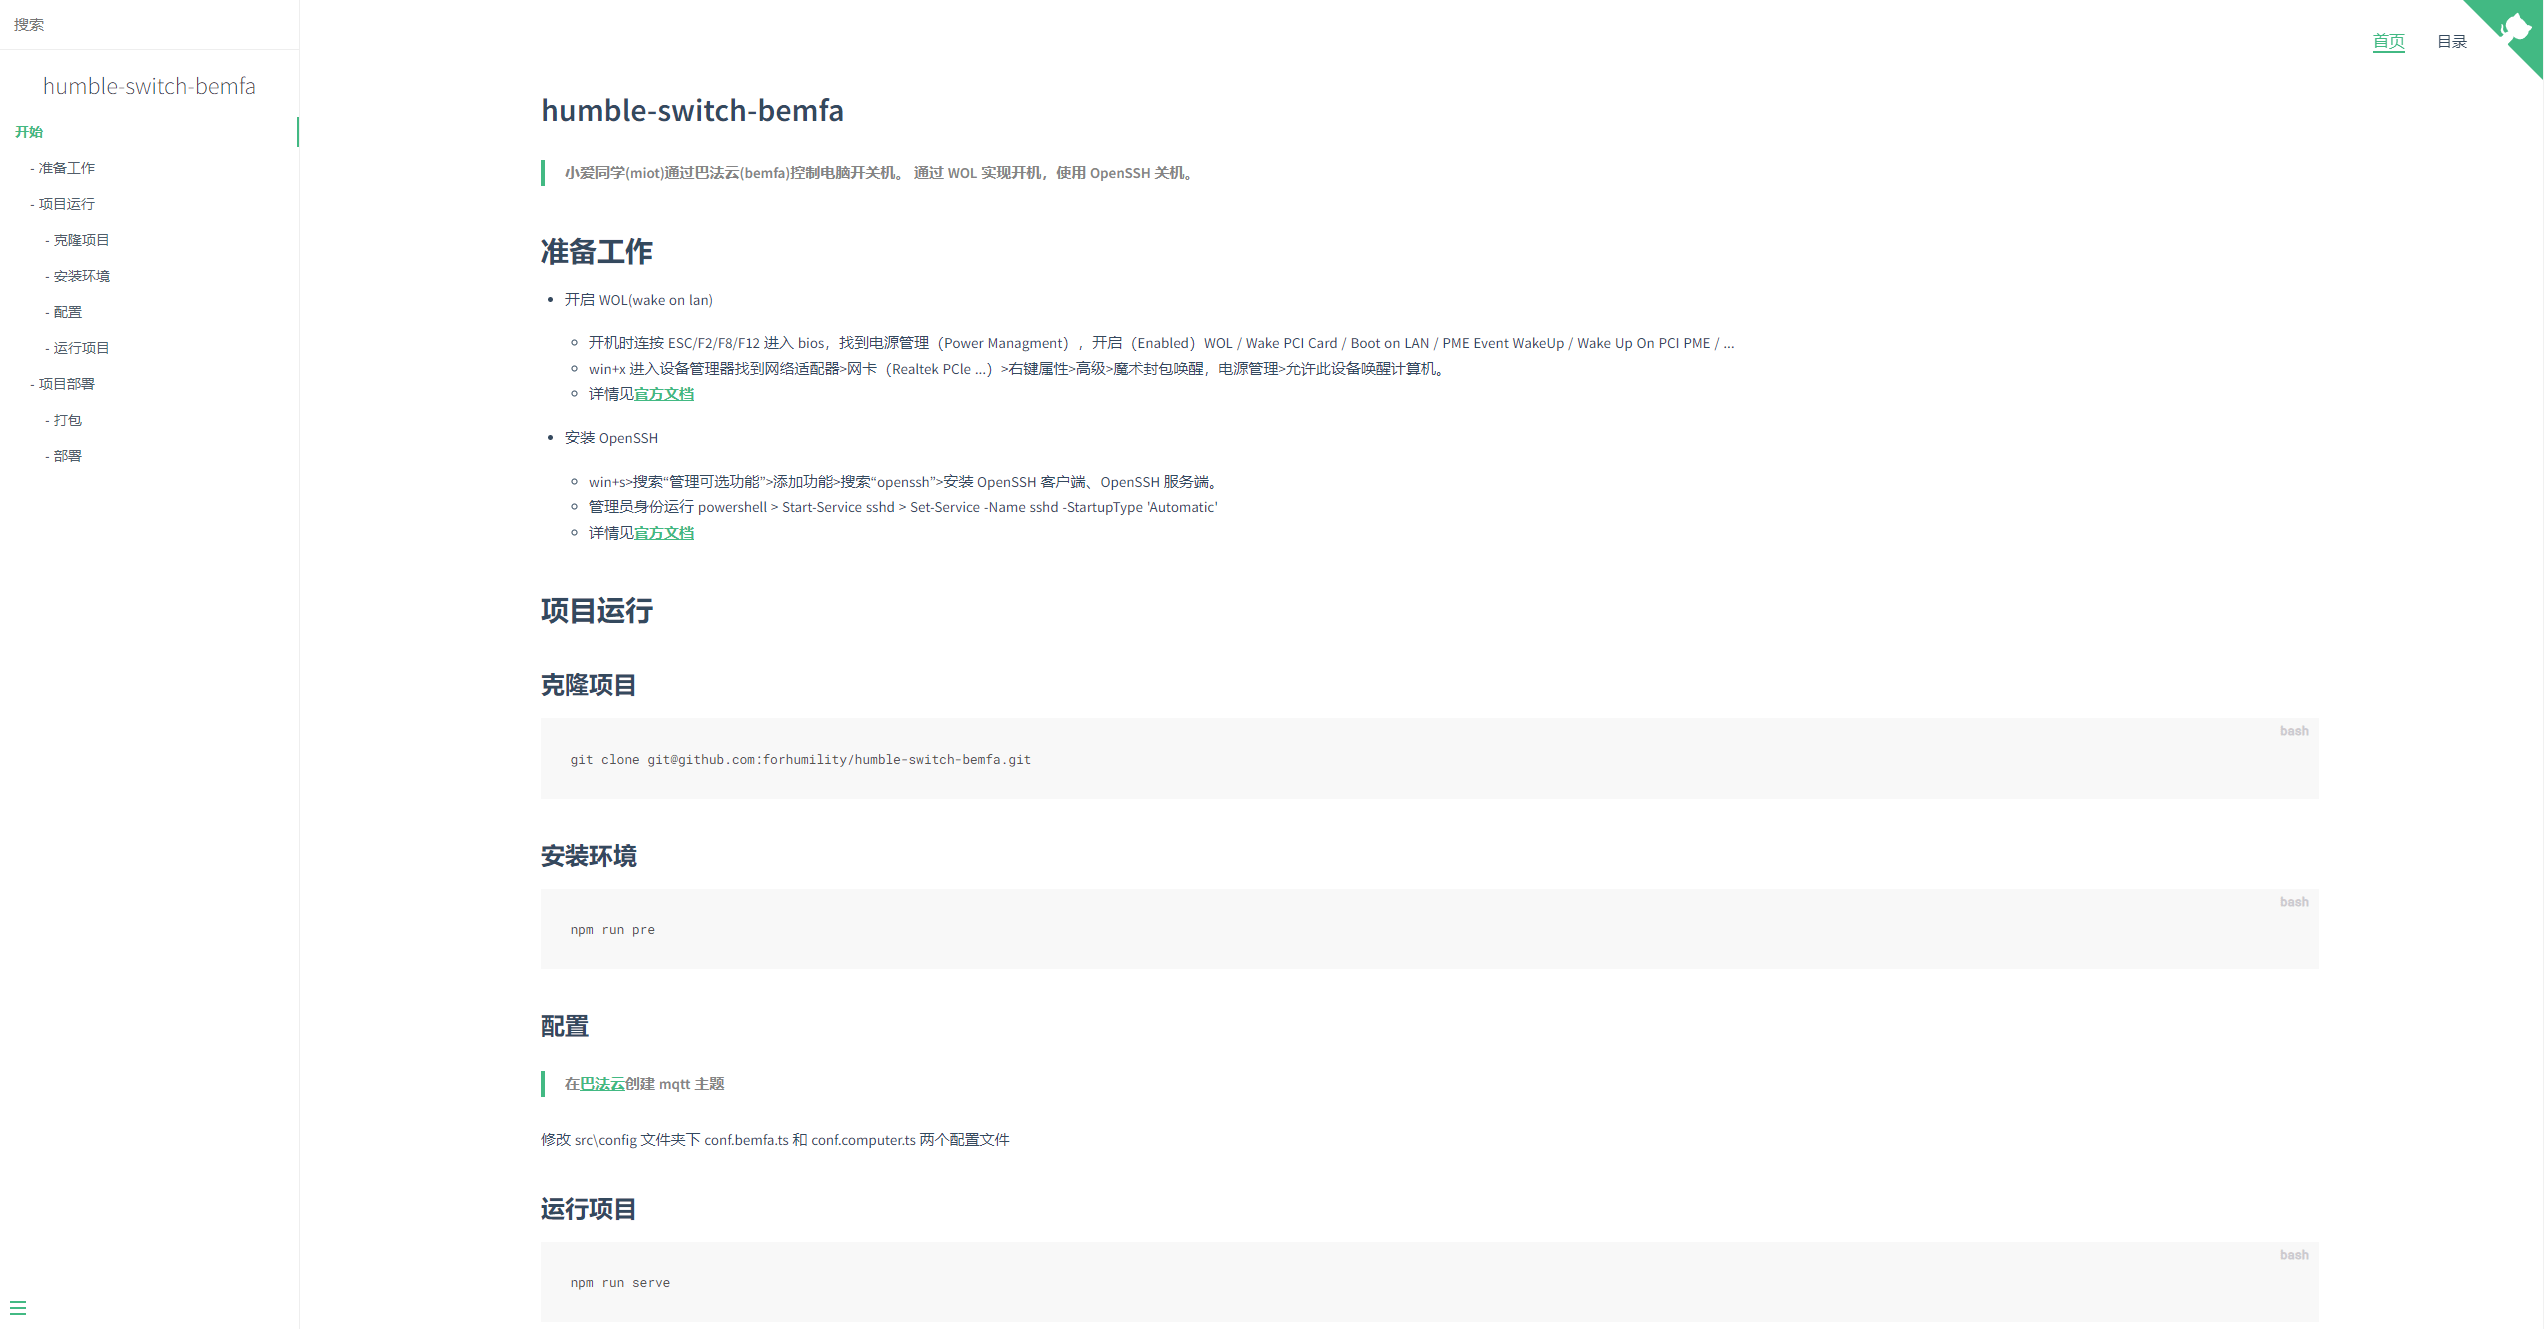 搜索
humble-switch-bemfa
开始
- 准备工作
- 项目运行
- 克隆项目
- 安装环境
- 配置
- 运行项目
- 项目部署
- 打包
- 部署
首页
目录
humble-switch-bemfa
小爱同学(miot)通过巴法云(bemfa)控制电脑开关机。 通过 WOL 实现开机，使用 OpenSSH 关机。
准备工作
开启 WOL(wake on lan)
开机时连按 ESC/F2/F8/F12 进入 bios，找到电源管理（Power Managment），开启（Enabled）WOL / Wake PCI Card / Boot on LAN / PME Event WakeUp / Wake Up On PCI PME / ...
win+x 进入设备管理器找到网络适配器>网卡（Realtek PCIe ...）>右键属性>高级>魔术封包唤醒，电源管理>允许此设备唤醒计算机。
详情见官方文档
安装 OpenSSH
win+s>搜索“管理可选功能”>添加功能>搜索“openssh”>安装 OpenSSH 客户端、OpenSSH 服务端。
管理员身份运行 powershell > Start-Service sshd > Set-Service -Name sshd -StartupType 'Automatic'
详情见官方文档
项目运行
克隆项目
bash
git clone git@github.com:forhumility/humble-switch-bemfa.git
安装环境
bash
npm run pre
配置
在巴法云创建 mqtt 主题
修改 src\config 文件夹下 conf.bemfa.ts 和 conf.computer.ts 两个配置文件
运行项目
bash
npm run serve